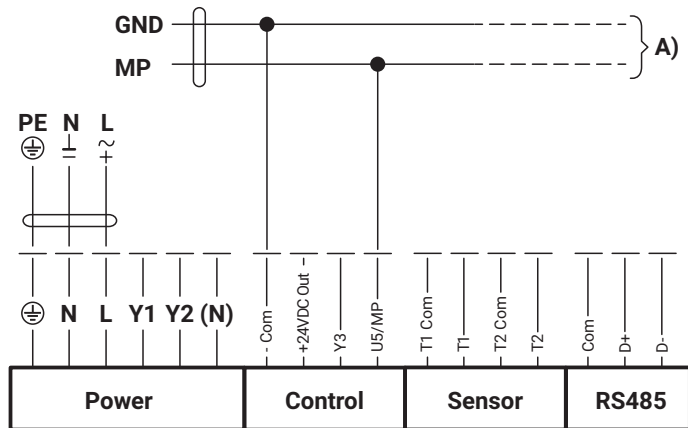 GND
MP
A)
PE N L
N L Y1 Y2 (N)
- Com
+24VDC Out -
Y3
U5/MP
T1 Com
T1
T2 Com
T2
Com
D+
D-
Power Control Sensor RS485